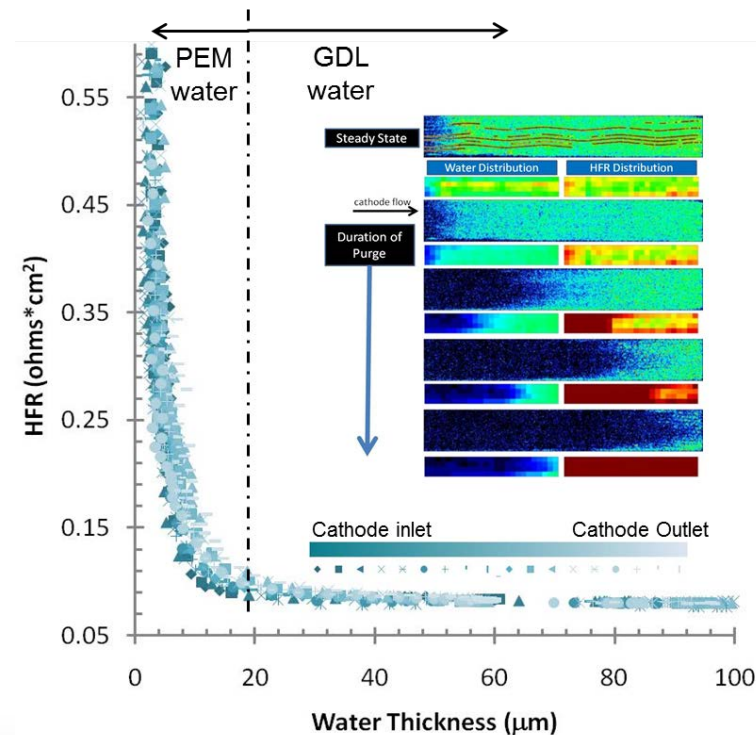 PEM
water
GDL
water
0.55
0.45
0.35
0.25
0.15
0.05
HFR (ohms*cm²)
Steady State
Water Distribution
HFR Distribution
cathode flow
Duration of
Purge
Cathode inlet
Cathode Outlet
0
20
40
60
80
100
Water Thickness (μm)